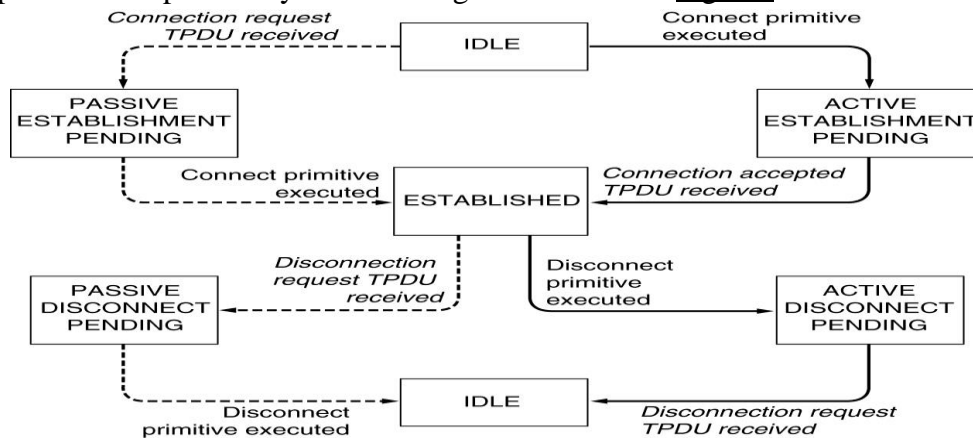 Connection request
TPDU received
IDLE
Connect primitive
executed
PASSIVE
ESTABLISHMENT
PENDING
ACTIVE
ESTABLISHMENT
PENDING
Connect primitive
executed
ESTABLISHED
Connection accepted
TPDU received
Disconnection
request TPDU
received
Disconnect
primitive
executed
PASSIVE
DISCONNECT
PENDING
ACTIVE
DISCONNECT
PENDING
Disconnect
primitive executed
IDLE
Disconnection request
TPDU received